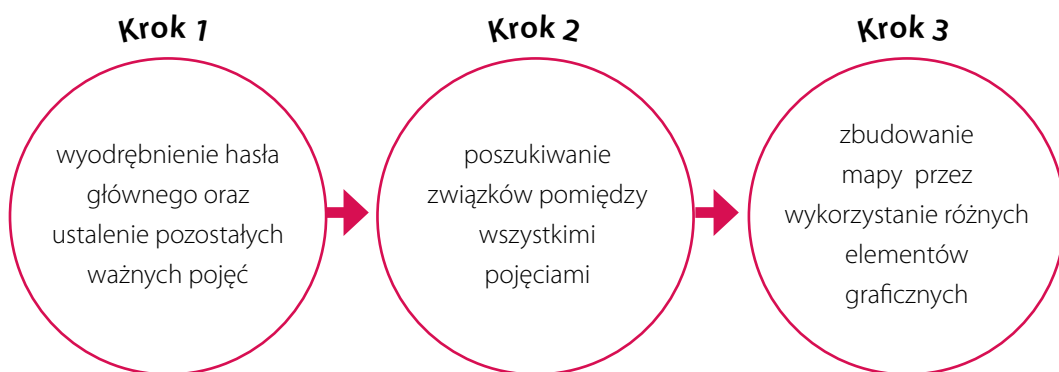 Krok 1
wyodrębnienie hasła
głównego oraz
ustalenie pozostałych
ważnych pojęć
Krok 2
poszukiwanie
związków pomiędzy
wszystkimi
pojęciami
Krok 3
zbudowanie
mapy przez
wykorzystanie różnych
elementów
graficznych